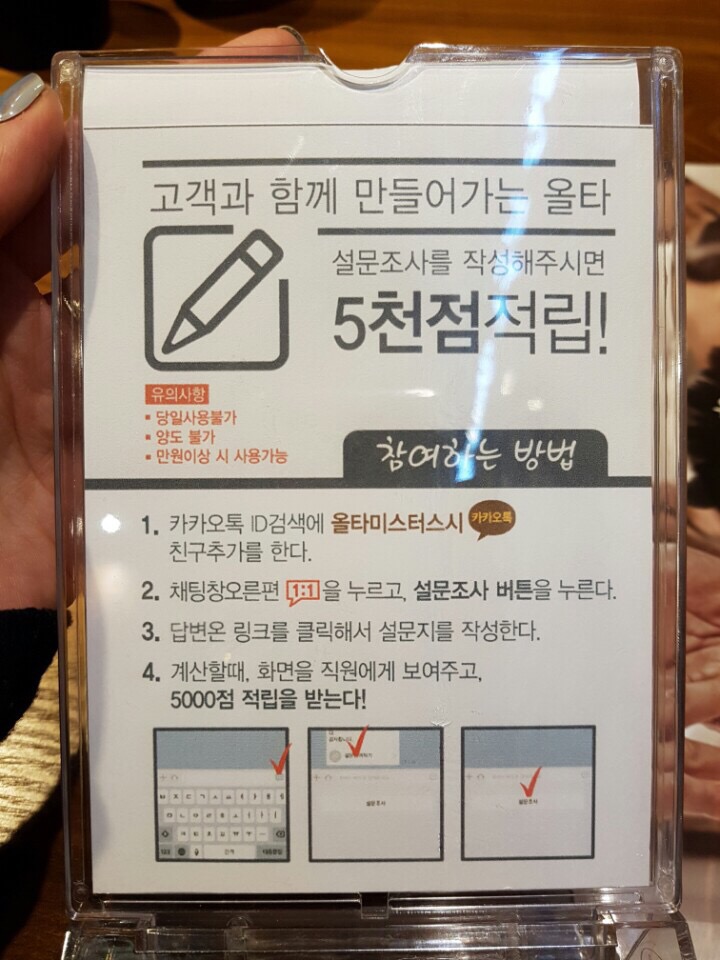 고객과 함께 만들어가는 올타
설문조사를 작성해주시면
5천점적립!
유의사항
▪ 당일사용불가
▪ 양도 불가
▪ 만원이상 시 사용가능
참여하는 방법
1. 카카오톡 ID검색에 올타미스터스시 카카오톡
친구추가를 한다.
2. 채팅창오른편 1:1 을 누르고, 설문조사 버튼을 누른다.
3. 답변온 링크를 클릭해서 설문지를 작성한다.
4. 계산할때, 화면을 직원에게 보여주고,
5000점 적립을 받는다!
설문조사
설문조사